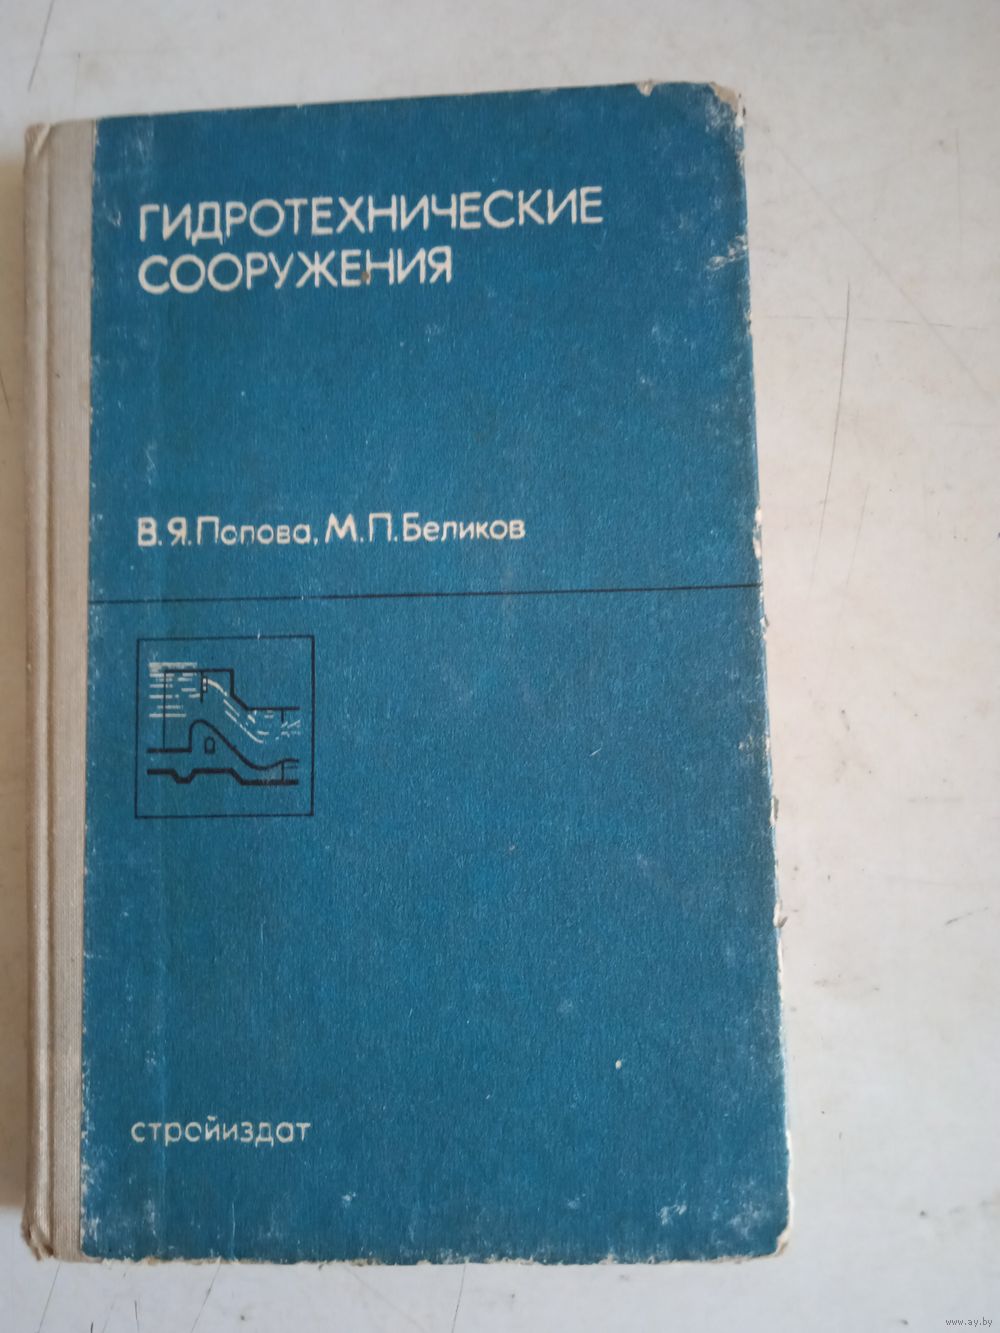 ГИДРОТЕХНИЧЕСКИЕ
СООРУЖЕНИЯ
В.Я.Попова, М.П.Беликов
стройиздат
www.ay.by